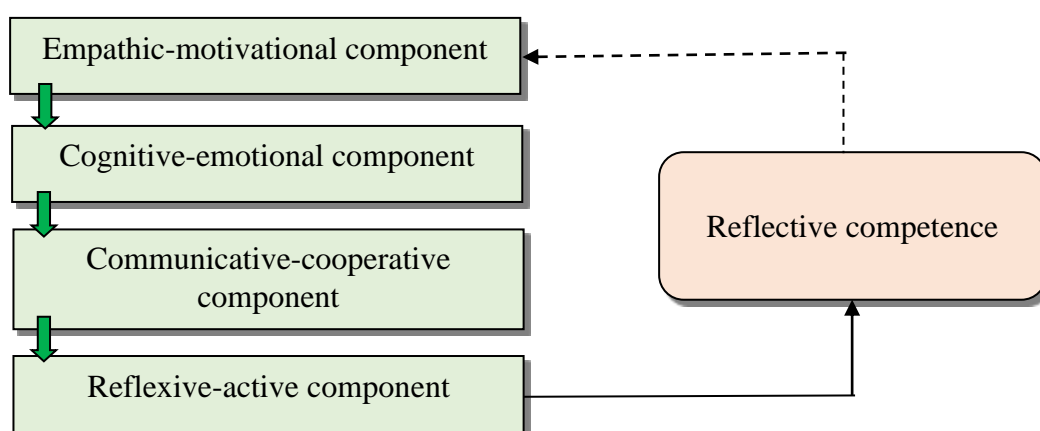 Empathic-motivational component
Cognitive-emotional component
Communicative-cooperative
component
Reflexive-active component
Reflective competence